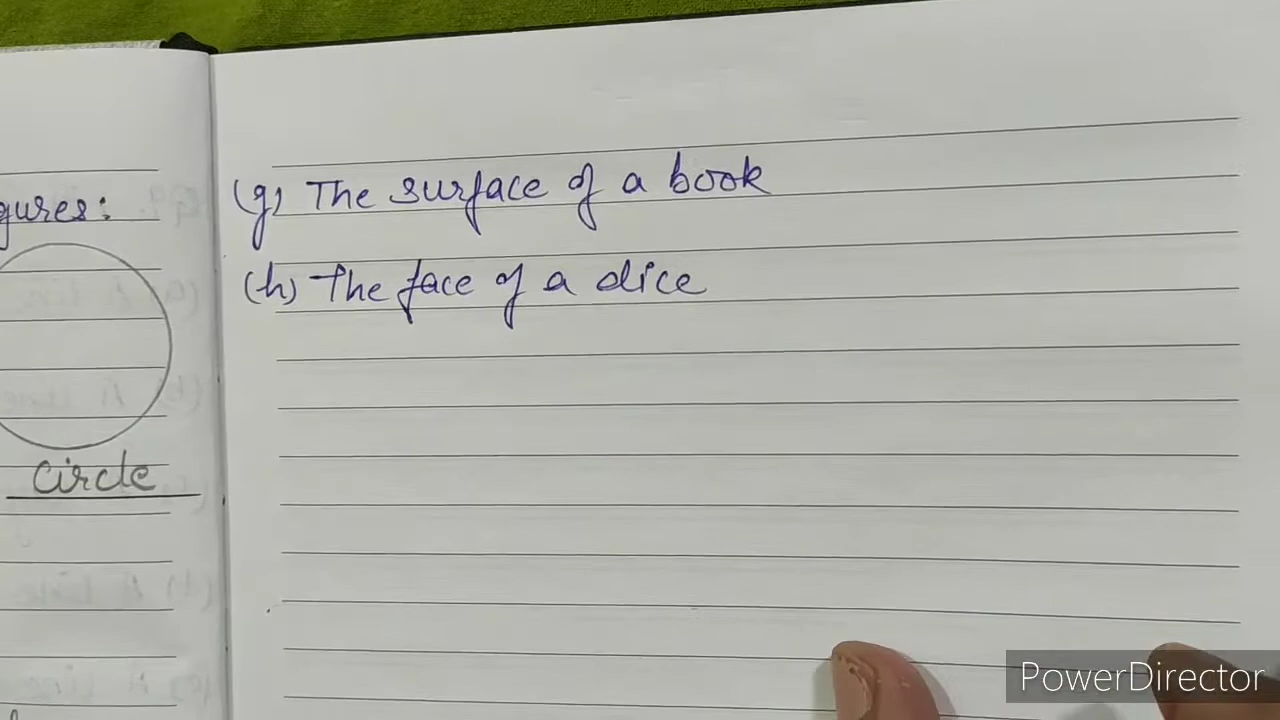 gures:
circle
(g) The surface of a book
(h) The face of a dice
PowerDirector